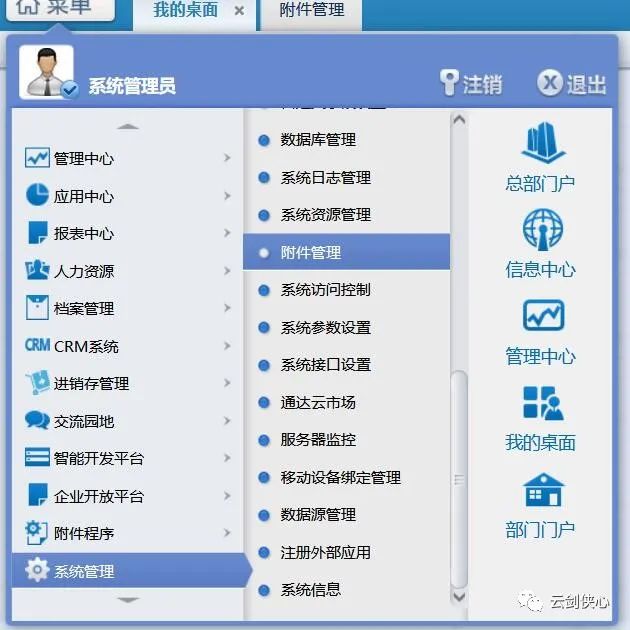 菜单
我的桌面 ×
附件管理
系统管理员
注销
退出
管理中心
应用中心
报表中心
人力资源
档案管理
CRM CRM系统
进销存管理
交流园地
智能开发平台
企业开放平台
附件程序
系统管理
数据库管理
系统日志管理
系统资源管理
附件管理
系统访问控制
系统参数设置
系统接口设置
通达云市场
服务器监控
移动设备绑定管理
数据源管理
注册外部应用
系统信息
总部门户
信息中心
管理中心
我的桌面
部门门户
云剑侠心